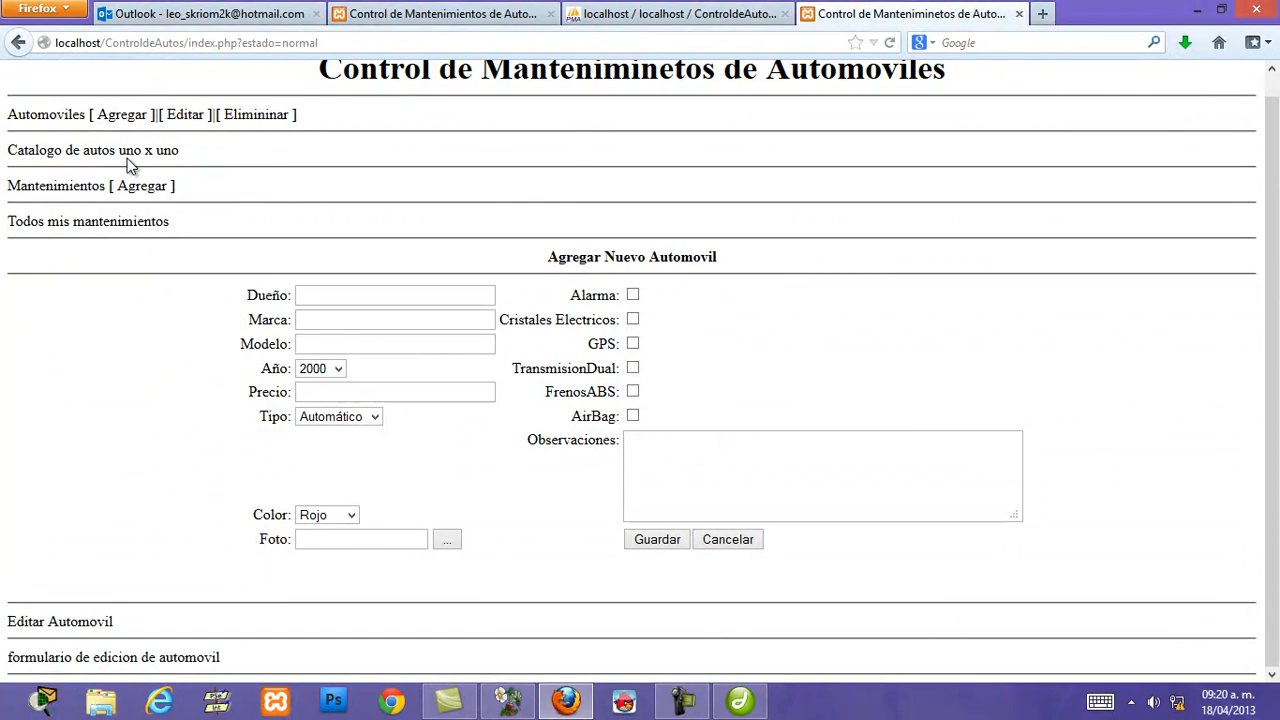 Firefox
Outlook - leo_skriom2k@hotmail.com
Control de Mantenimientos de Auto...
localhost / localhost / ControldeAuto...
Control de Manteniminetos de Auto...
localhost/ControldeAutos/index.php?estado=normal
Google
Control de Manteniminetos de Automoviles
Automoviles [ Agregar ]|[ Editar ]|[ Elimininar ]
Catalogo de autos uno x uno
Mantenimientos [ Agregar ]
Todos mis mantenimientos
Agregar Nuevo Automovil
Dueño: Alarma:
Marca: Cristales Electricos:
Modelo: GPS:
Año: 2000 TransmisionDual:
Precio: FrenosABS:
Tipo: Automático AirBag:
Observaciones:
Color: Rojo
Foto: ... Guardar Cancelar
Editar Automovil
formulario de edicion de automovil
Ps
09:20 a. m.
18/04/2013